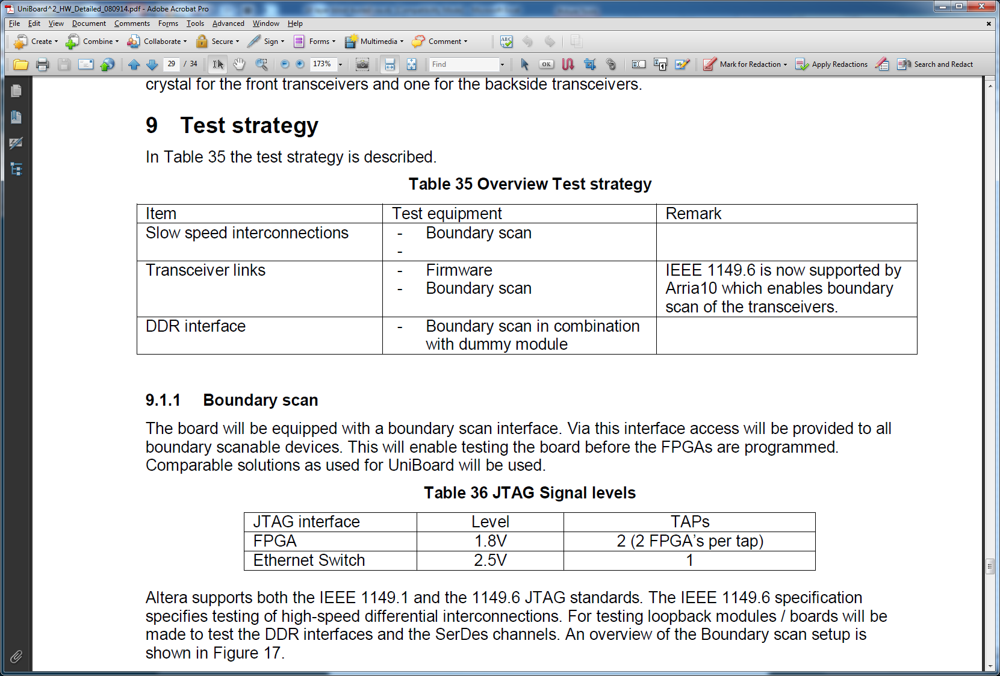 UniBoard^2_HW_Detailed_080914.pdf - Adobe Acrobat Pro
File Edit View Document Comments Forms Tools Advanced Window Help
Create Combine Collaborate Secure Sign Forms Multimedia Comment
29 / 34 173% Find OK Mark for Redaction Apply Redactions Search and Redact
crystal for the front transceivers and one for the backside transceivers.
9 Test strategy
In Table 35 the test strategy is described.
Table 35 Overview Test strategy
Item Test equipment Remark
Slow speed interconnections - Boundary scan
-
Transceiver links - Firmware IEEE 1149.6 is now supported by
- Boundary scan Arria10 which enables boundary
scan of the transceivers.
DDR interface - Boundary scan in combination
with dummy module
9.1.1 Boundary scan
The board will be equipped with a boundary scan interface. Via this interface access will be provided to all
boundary scanable devices. This will enable testing the board before the FPGAs are programmed.
Comparable solutions as used for UniBoard will be used.
Table 36 JTAG Signal levels
JTAG interface Level TAPs
FPGA 1.8V 2 (2 FPGA's per tap)
Ethernet Switch 2.5V 1
Altera supports both the IEEE 1149.1 and the 1149.6 JTAG standards. The IEEE 1149.6 specification
specifies testing of high-speed differential interconnections. For testing loopback modules / boards will be
made to test the DDR interfaces and the SerDes channels. An overview of the Boundary scan setup is
shown in Figure 17.